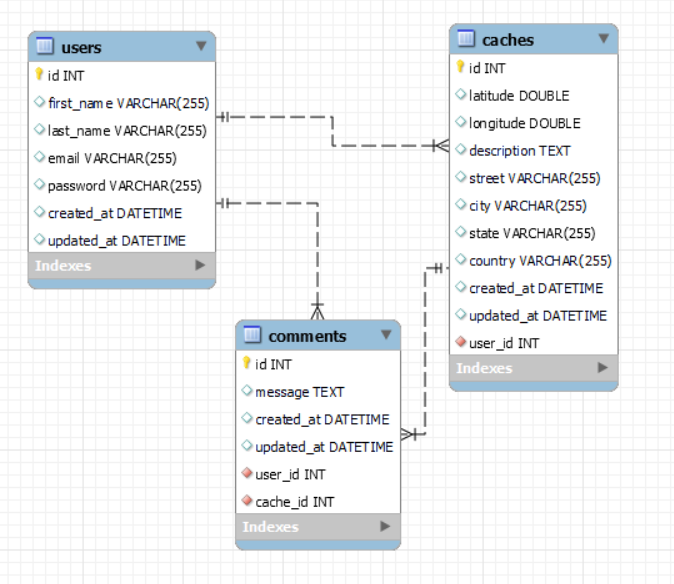 users
id INT
first_name VARCHAR(255)
last_name VARCHAR(255)
email VARCHAR(255)
password VARCHAR(255)
created_at DATETIME
updated_at DATETIME
Indexes
caches
id INT
latitude DOUBLE
longitude DOUBLE
description TEXT
street VARCHAR(255)
city VARCHAR(255)
state VARCHAR(255)
country VARCHAR(255)
created_at DATETIME
updated_at DATETIME
user_id INT
Indexes
comments
id INT
message TEXT
created_at DATETIME
updated_at DATETIME
user_id INT
cache_id INT
Indexes